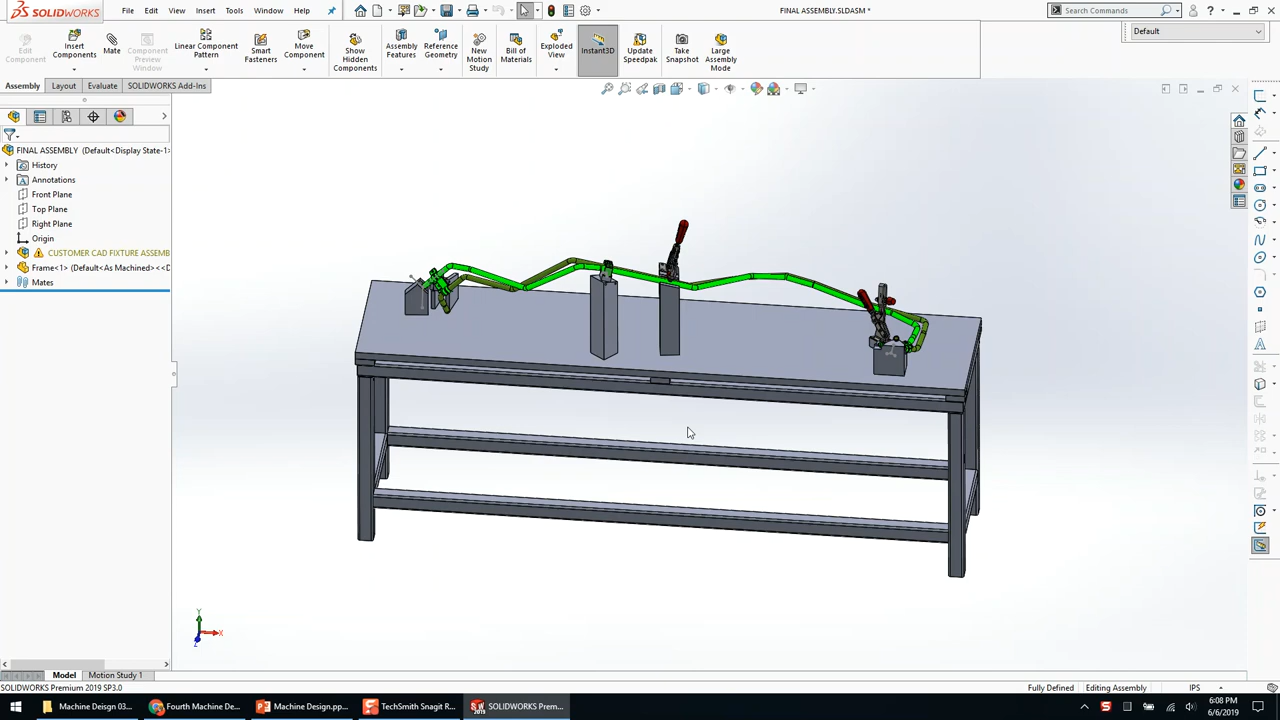 SOLIDWORKS
File Edit View Insert Tools Window Help
FINAL ASSEMBLY.SLDASM *
Search Commands
Edit Component
Insert Components
Mate
Component Preview Window
Linear Component Pattern
Smart Fasteners
Move Component
Show Hidden Components
Assembly Features
Reference Geometry
New Motion Study
Bill of Materials
Exploded View
Instant3D
Update Speedpak
Take Snapshot
Large Assembly Mode
Default
Assembly Layout Evaluate SOLIDWORKS Add-Ins
FINAL ASSEMBLY (Default<Display State-1>
History
Annotations
Front Plane
Top Plane
Right Plane
Origin
CUSTOMER CAD FIXTURE ASSEMB
Frame<1> (Default<As Machined><<D
Mates
Y
X
Z
Model Motion Study 1
SOLIDWORKS Premium 2019 SP3.0
Fully Defined Editing Assembly IPS
Machine Deisgn 03...
Fourth Machine De...
Machine Design.pp...
TechSmith Snagit R...
SOLIDWORKS Prem...
6:08 PM
6/6/2019